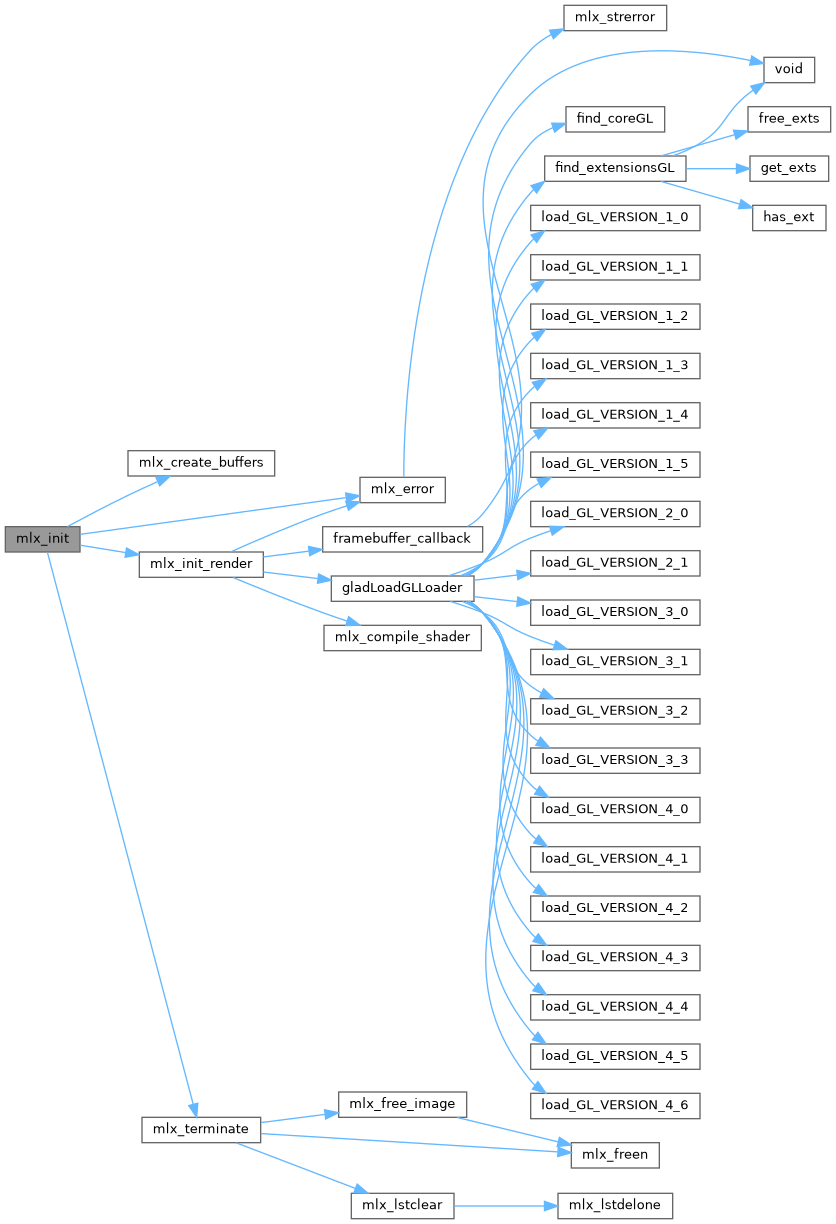 mlx_strerror
void
find_coreGL
free_exts
find_extensionsGL
get_exts
has_ext
load_GL_VERSION_1_0
load_GL_VERSION_1_1
load_GL_VERSION_1_2
load_GL_VERSION_1_3
load_GL_VERSION_1_4
mlx_create_buffers
load_GL_VERSION_1_5
mlx_error
load_GL_VERSION_2_0
mlx_init
framebuffer_callback
mlx_init_render
load_GL_VERSION_2_1
gladLoadGLLoader
load_GL_VERSION_3_0
mlx_compile_shader
load_GL_VERSION_3_1
load_GL_VERSION_3_2
load_GL_VERSION_3_3
load_GL_VERSION_4_0
load_GL_VERSION_4_1
load_GL_VERSION_4_2
load_GL_VERSION_4_3
load_GL_VERSION_4_4
load_GL_VERSION_4_5
mlx_free_image
load_GL_VERSION_4_6
mlx_terminate
mlx_freen
mlx_lstclear
mlx_lstdelone